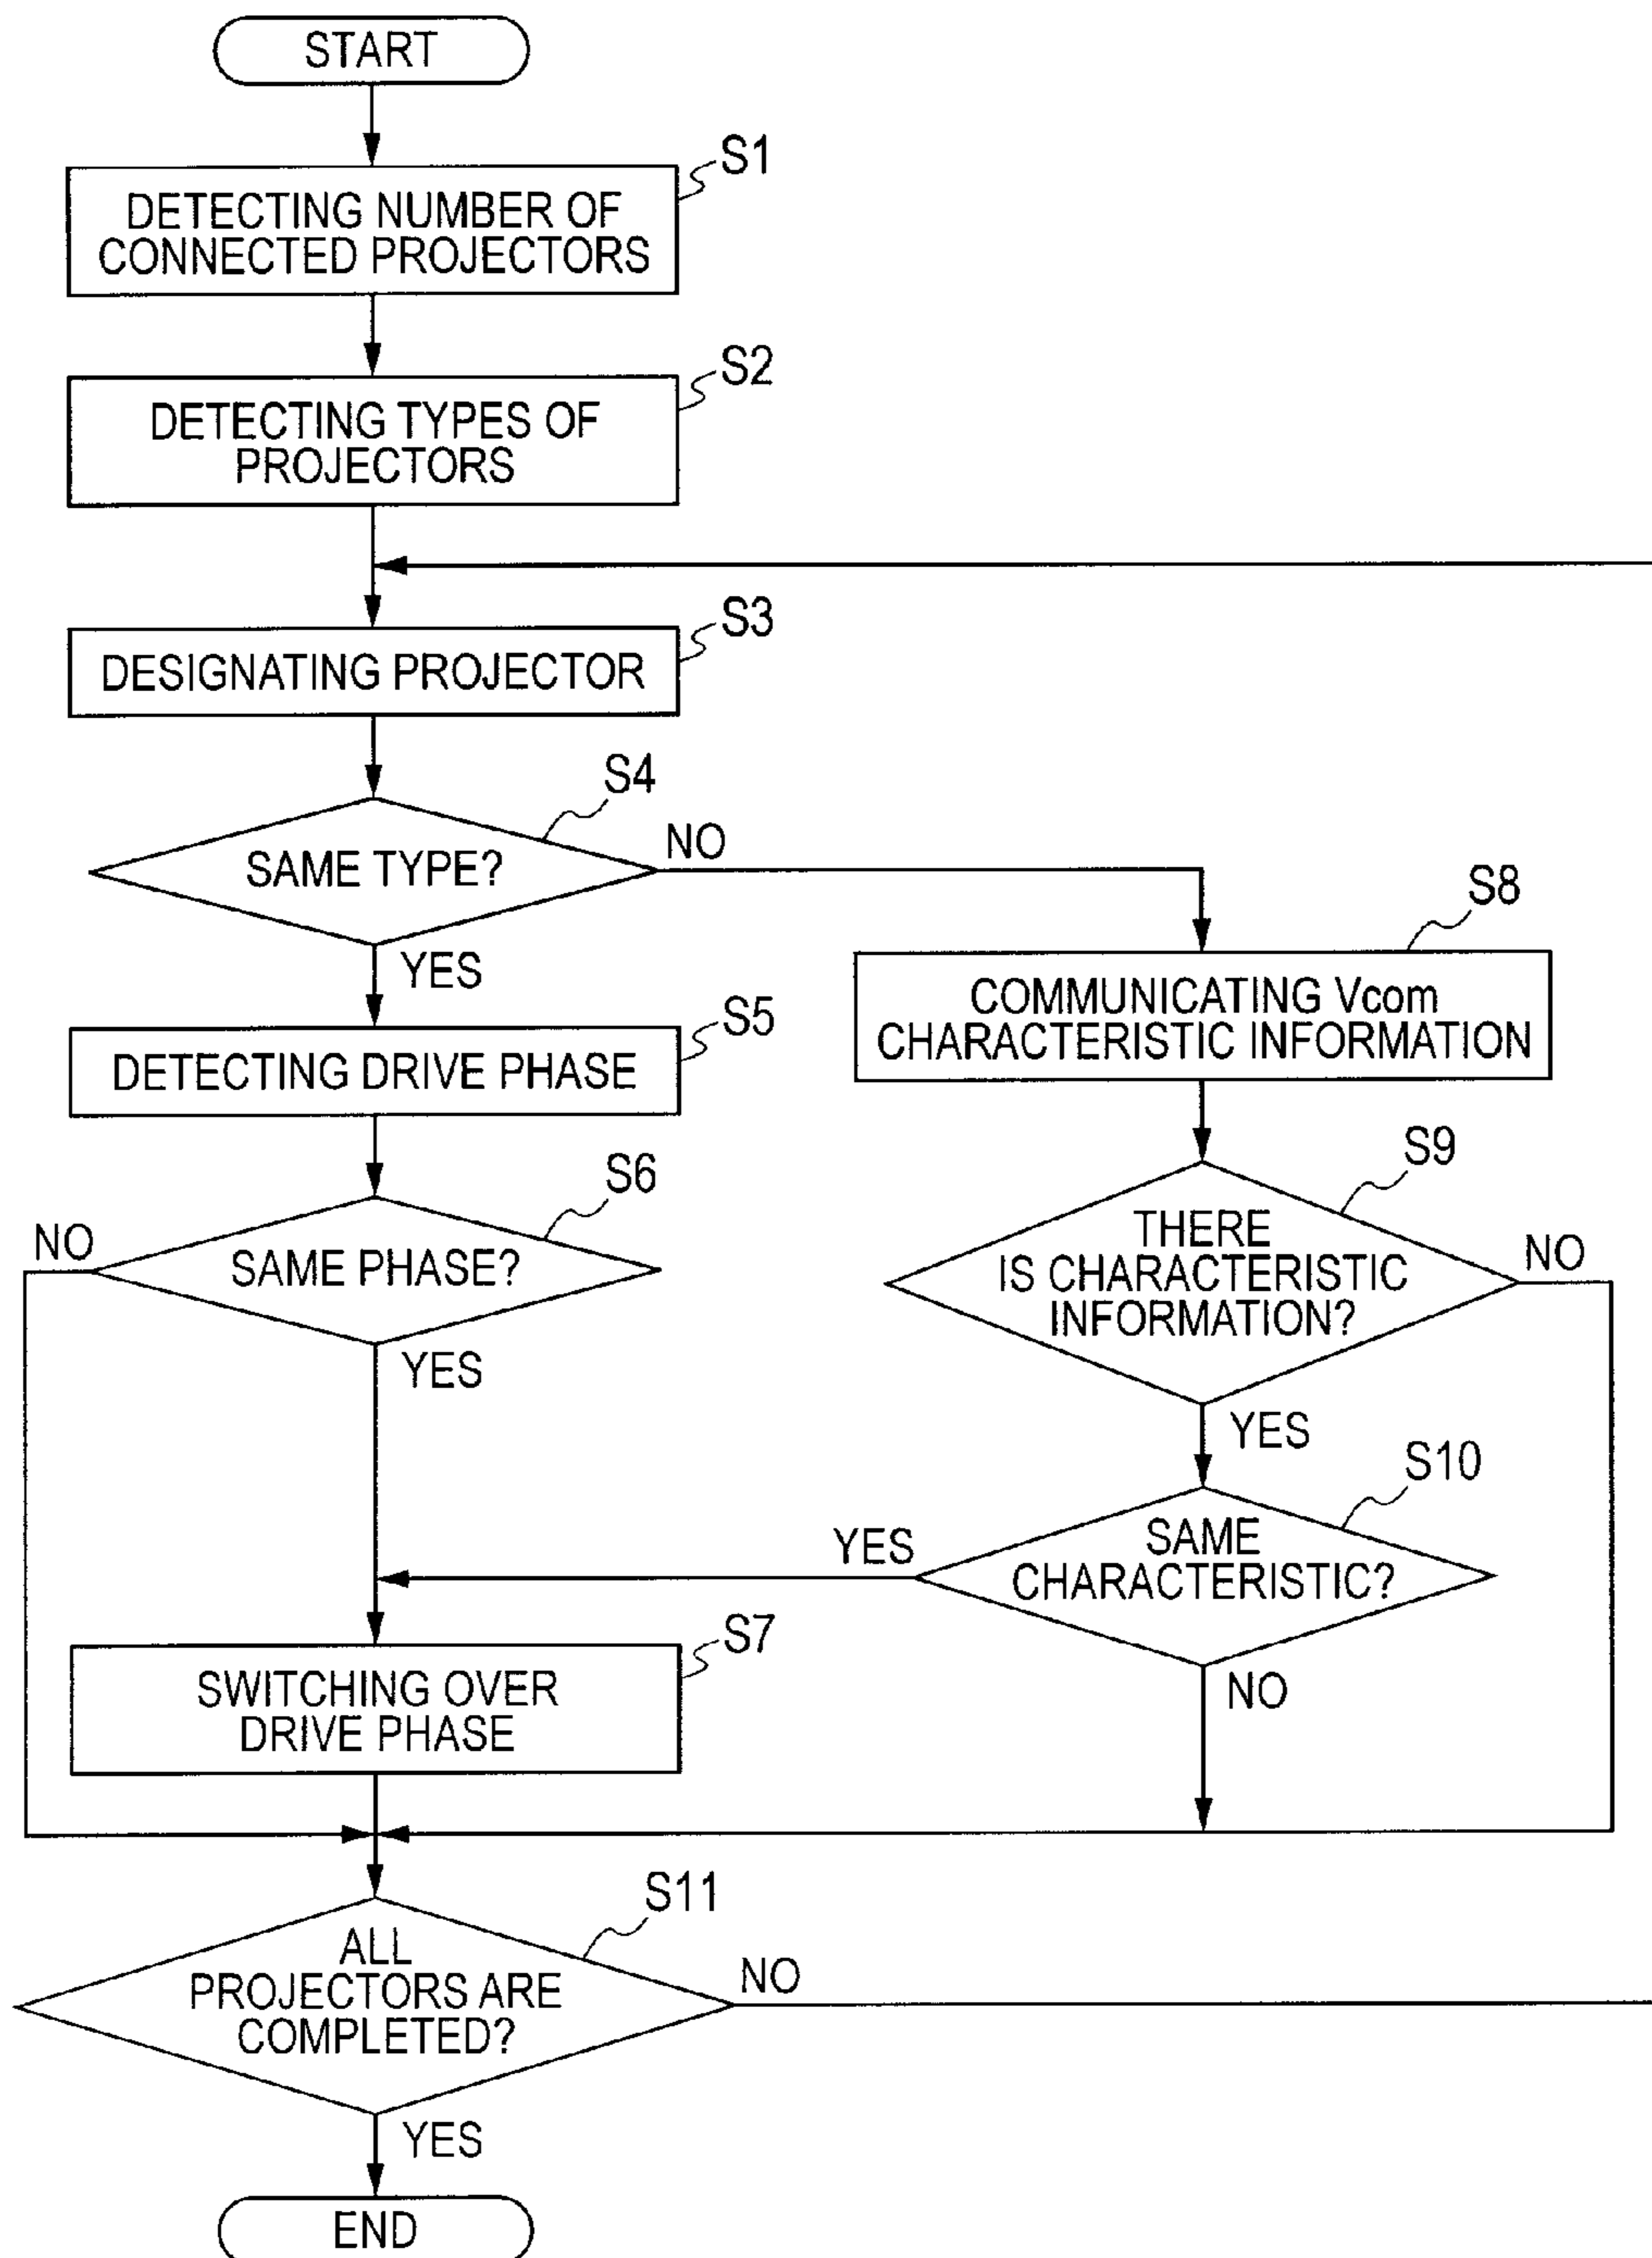 START
S1
DETECTING NUMBER OF
CONNECTED PROJECTORS
S2
DETECTING TYPES OF
PROJECTORS
S3
DESIGNATING PROJECTOR
S4
SAME TYPE?
NO
YES
S8
COMMUNICATING Vcom
CHARACTERISTIC INFORMATION
S5
DETECTING DRIVE PHASE
S6
NO
SAME PHASE?
YES
S9
THERE
IS CHARACTERISTIC
INFORMATION?
NO
YES
S10
SAME
CHARACTERISTIC?
YES
NO
S7
SWITCHING OVER
DRIVE PHASE
S11
ALL
PROJECTORS ARE
COMPLETED?
NO
YES
END